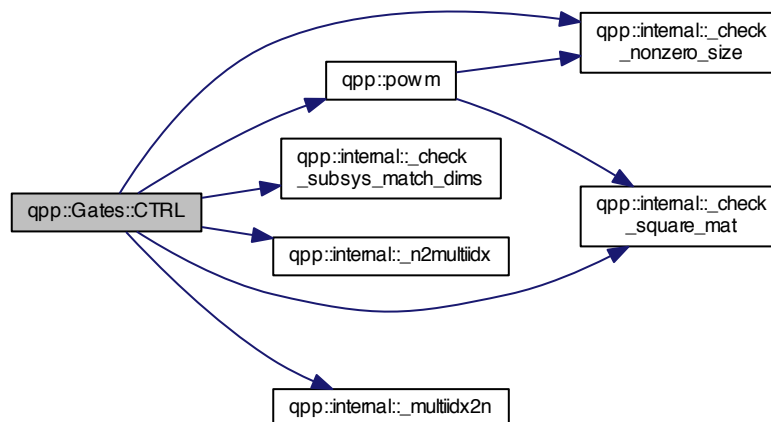 qpp::internal::_check
_nonzero_size
qpp::powm
qpp::internal::_check
_subsys_match_dims
qpp::Gates::CTRL
qpp::internal::_check
_square_mat
qpp::internal::_n2multiidx
qpp::internal::_multiidx2n